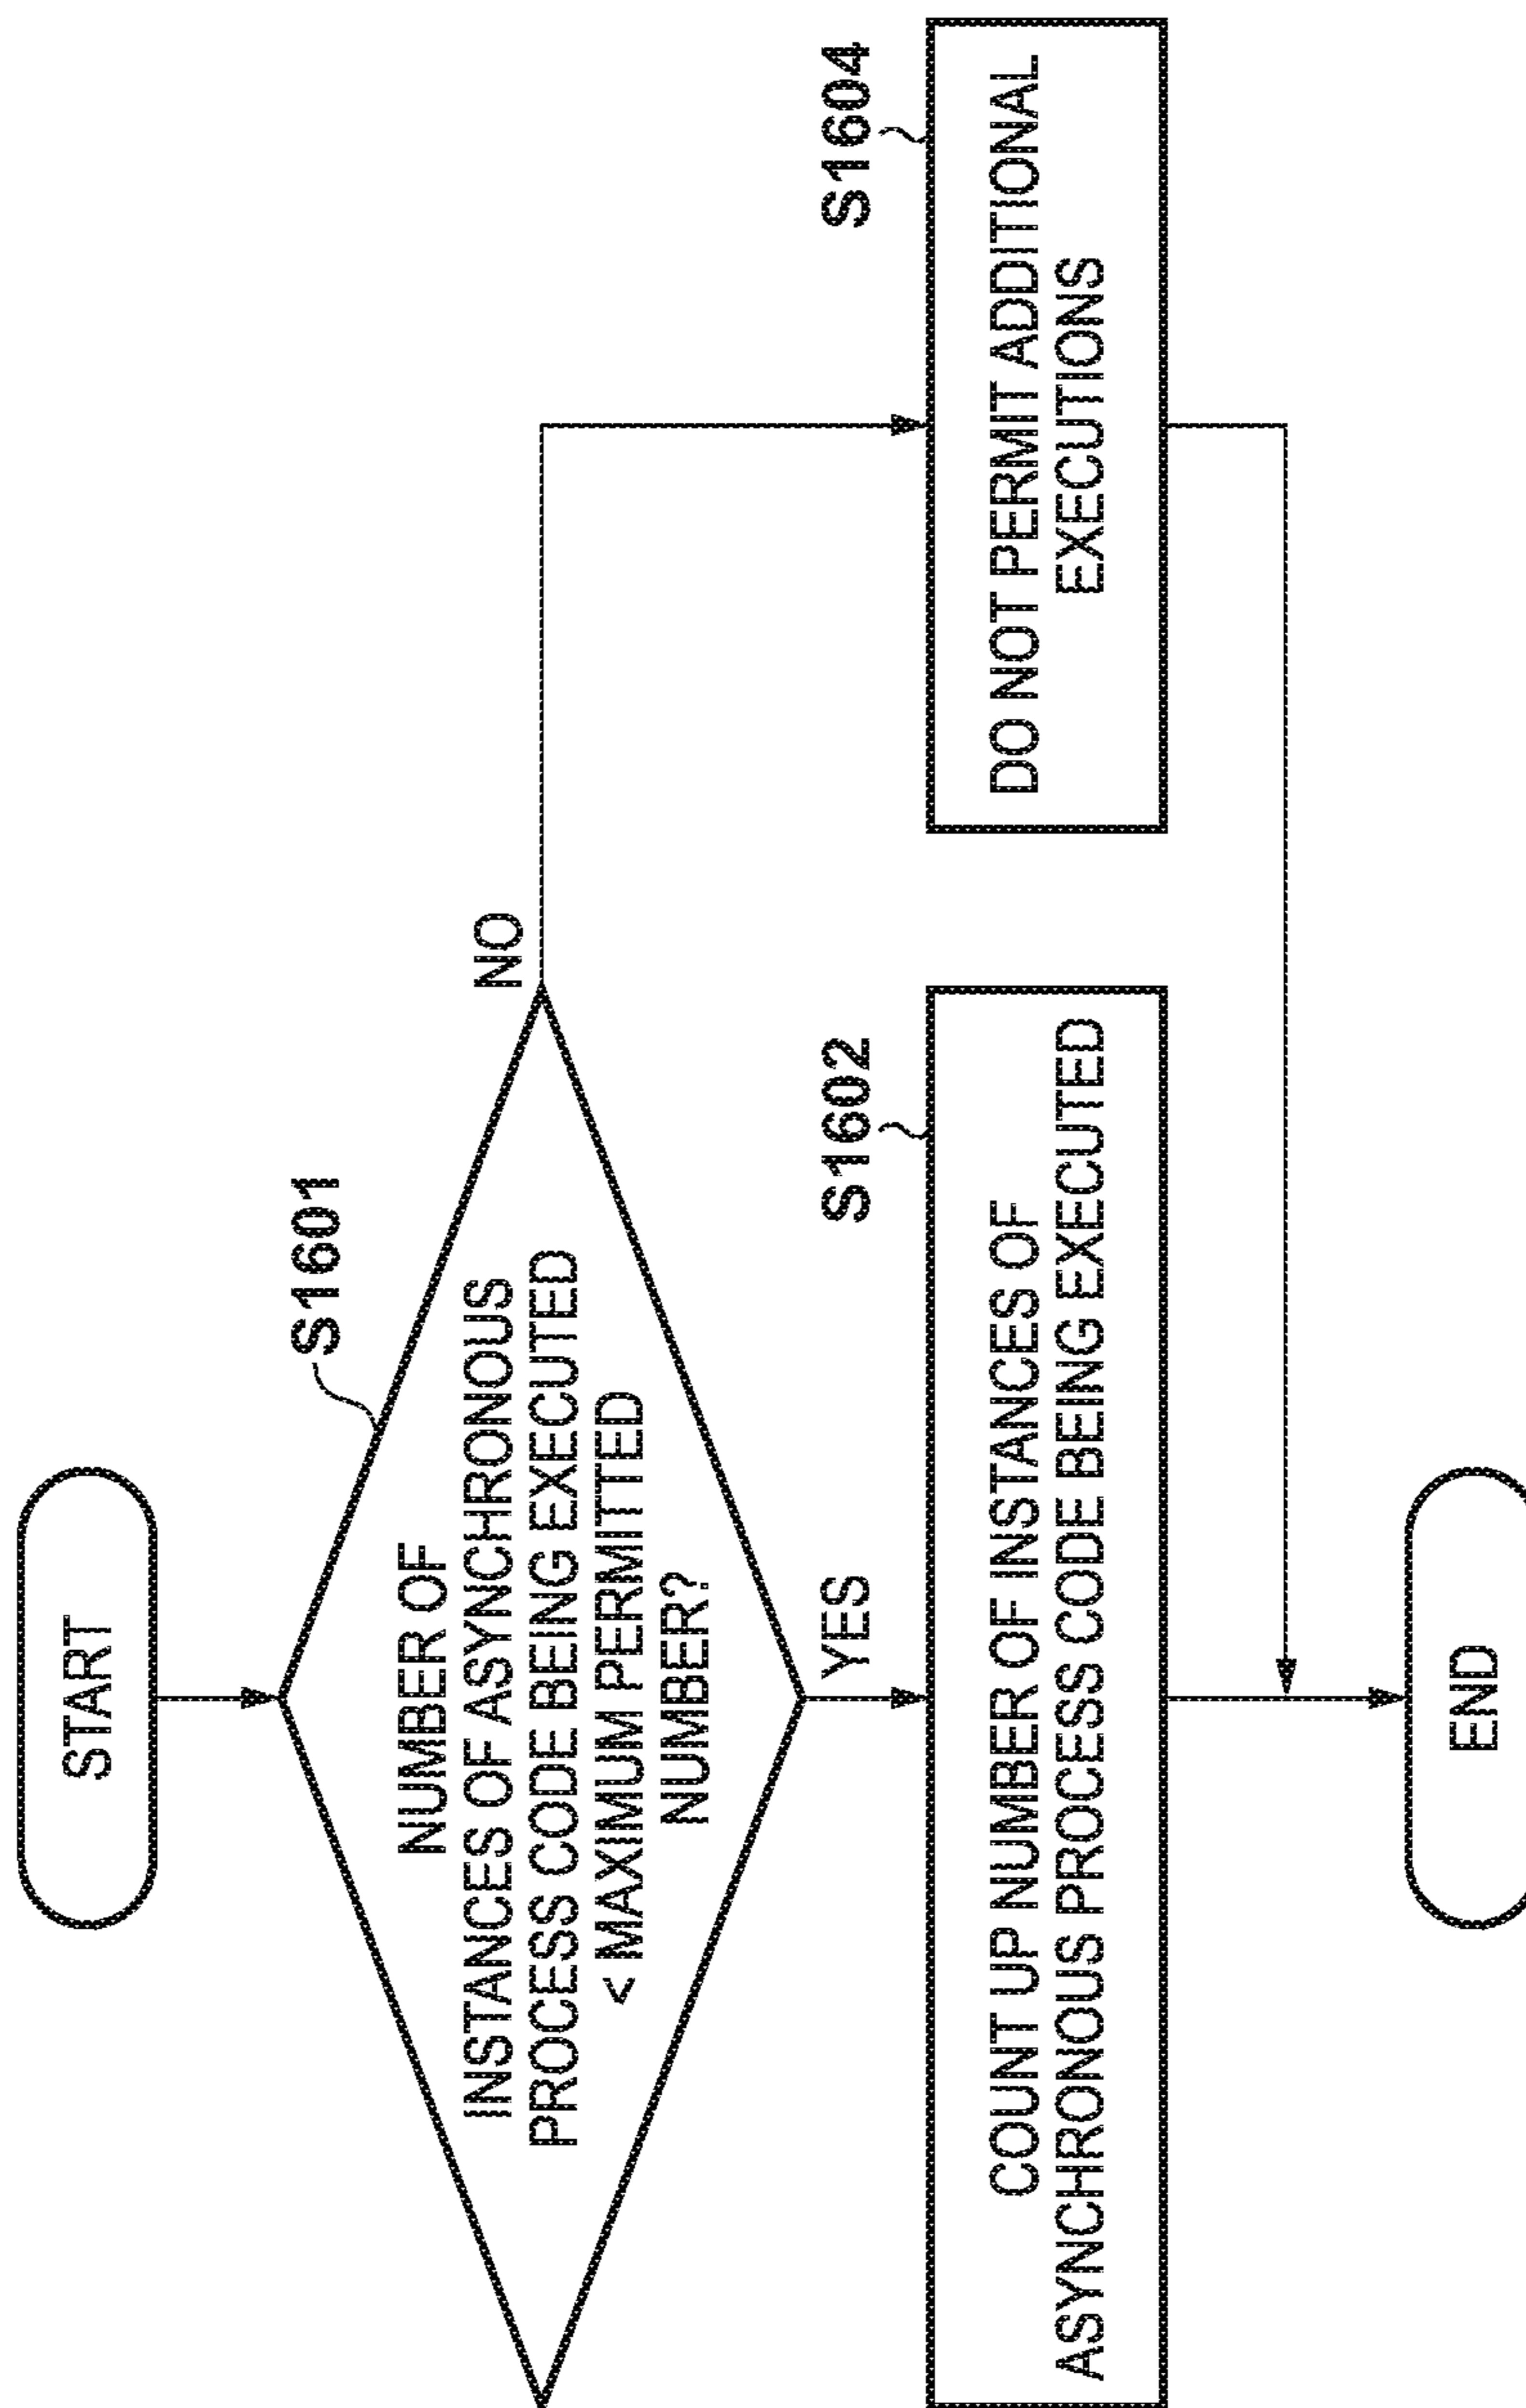 START
S1601
NUMBER OF
INSTANCES OF ASYNCHRONOUS
PROCESS CODE BEING EXECUTED
< MAXIMUM PERMITTED
NUMBER?
NO
YES
S1602
COUNT UP NUMBER OF INSTANCES OF
ASYNCHRONOUS PROCESS CODE BEING EXECUTED
S1604
DO NOT PERMIT ADDITIONAL
EXECUTIONS
END